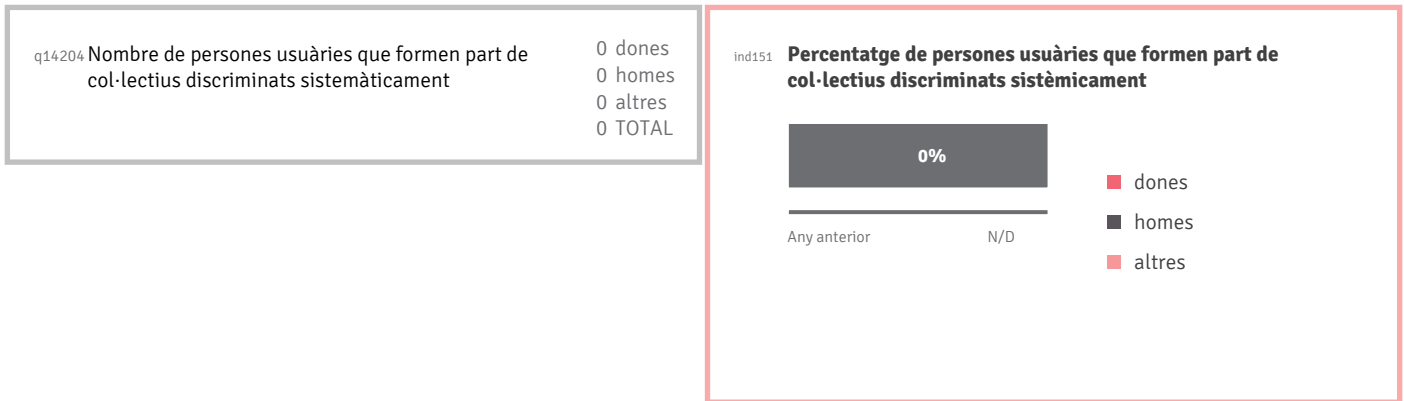 q14204 Nombre de persones usuàries que formen part de
col·lectius discriminats sistemàticament
0 dones
0 homes
0 altres
0 TOTAL
ind151 Percentatge de persones usuàries que formen part de
col·lectius discriminats sistèmicament
0%
Any anterior N/D
dones
homes
altres